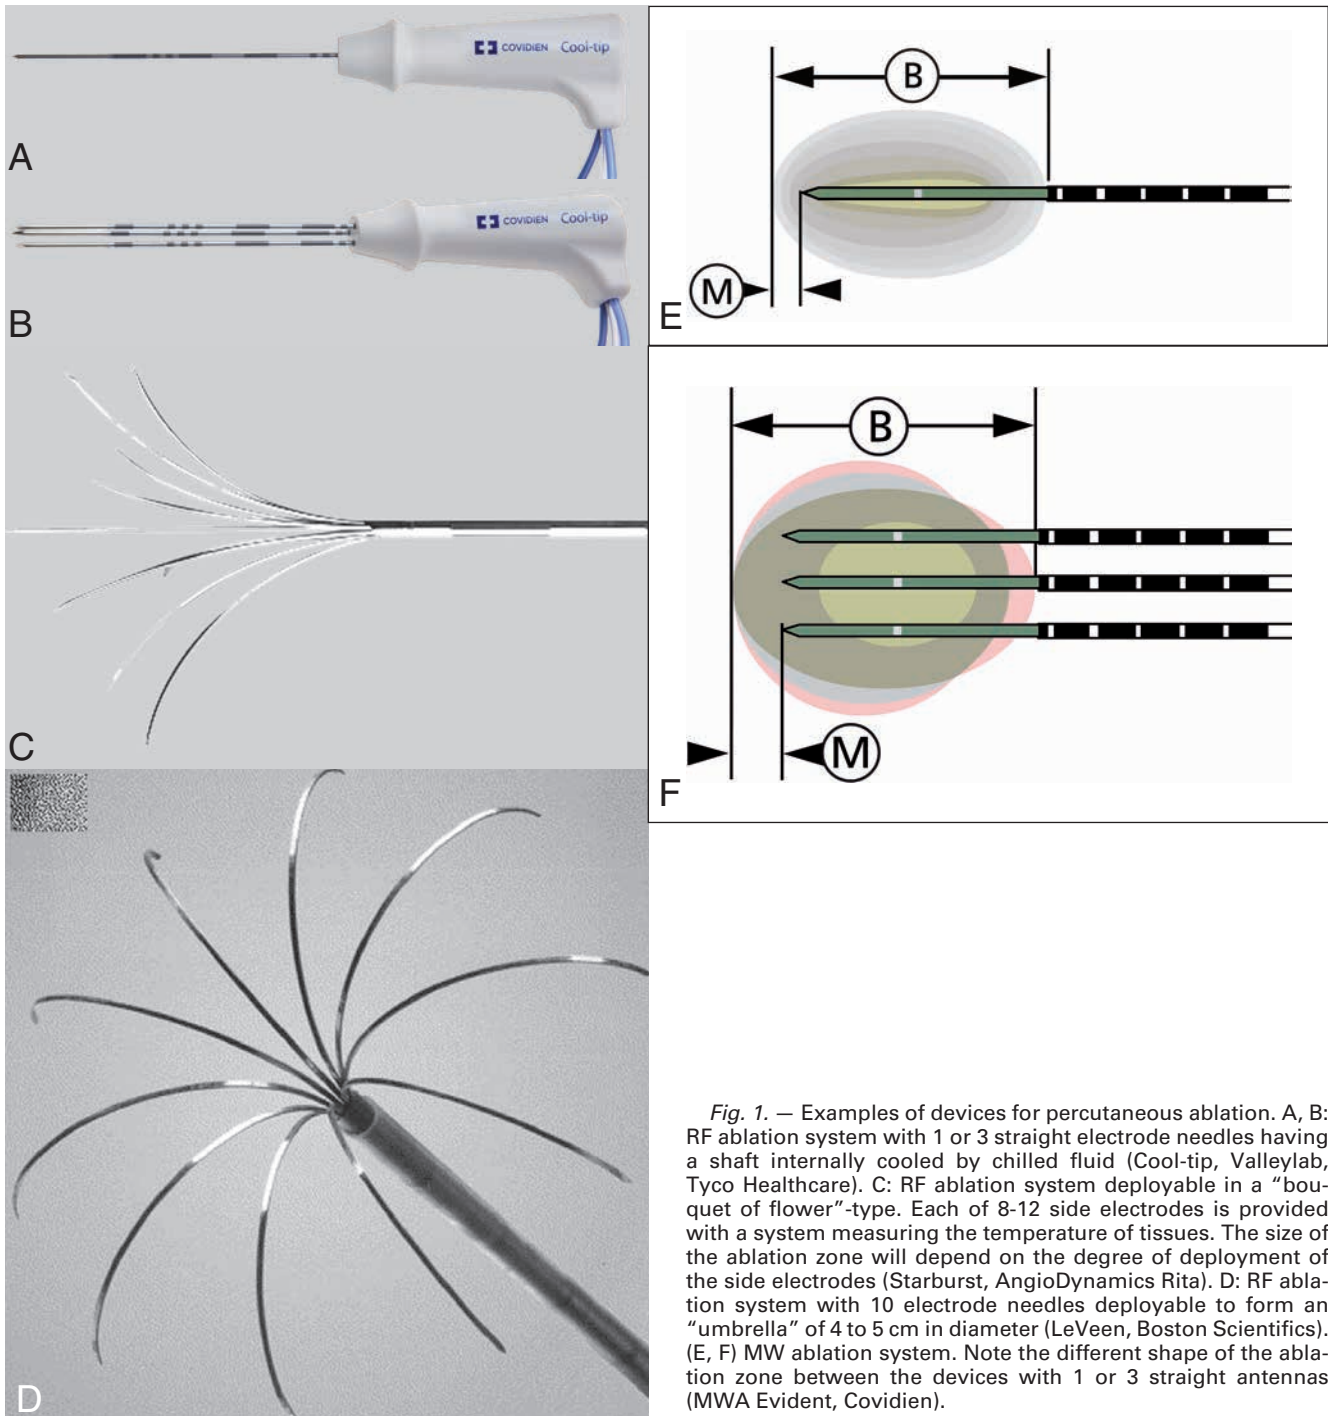 COVIDIEN Cool-tip
A
COVIDIEN Cool-tip
B
C
D
B
M
E
B
M
F
Fig. 1. — Examples of devices for percutaneous ablation. A, B:
RF ablation system with 1 or 3 straight electrode needles having
a shaft internally cooled by chilled fluid (Cool-tip, Valleylab,
Tyco Healthcare). C: RF ablation system deployable in a “bou-
quet of flower”-type. Each of 8-12 side electrodes is provided
with a system measuring the temperature of tissues. The size of
the ablation zone will depend on the degree of deployment of
the side electrodes (Starburst, AngioDynamics Rita). D: RF abla-
tion system with 10 electrode needles deployable to form an
“umbrella” of 4 to 5 cm in diameter (LeVeen, Boston Scientifics).
(E, F) MW ablation system. Note the different shape of the abla-
tion zone between the devices with 1 or 3 straight antennas
(MWA Evident, Covidien).